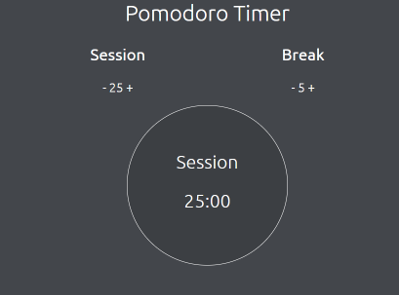 Pomodoro Timer
Session Break
- 25 + - 5 +
Session
25:00